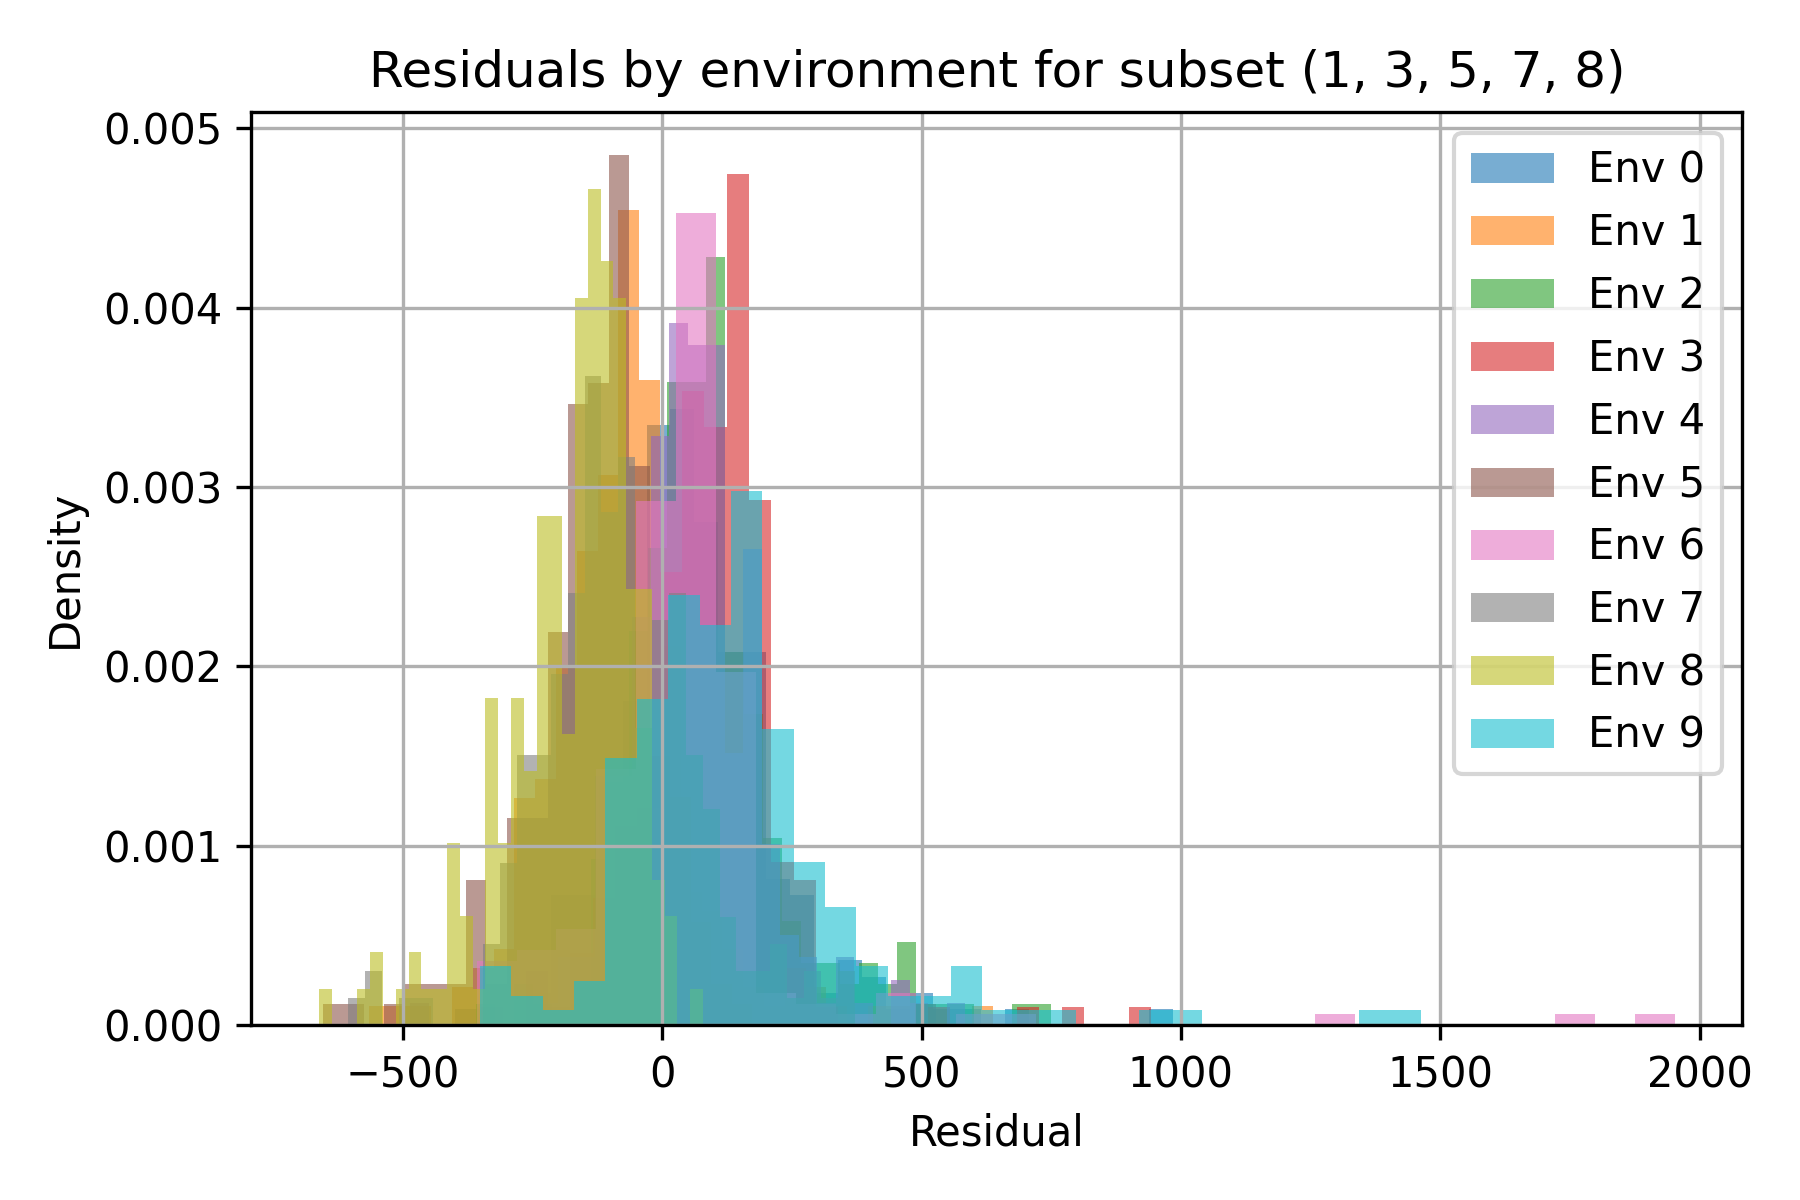 Residuals by environment for subset (1, 3, 5, 7, 8)
0.005
0.004
0.003
0.002
0.001
0.000
Density
−500
0
500
1000
1500
2000
Residual
Env 0
Env 1
Env 2
Env 3
Env 4
Env 5
Env 6
Env 7
Env 8
Env 9